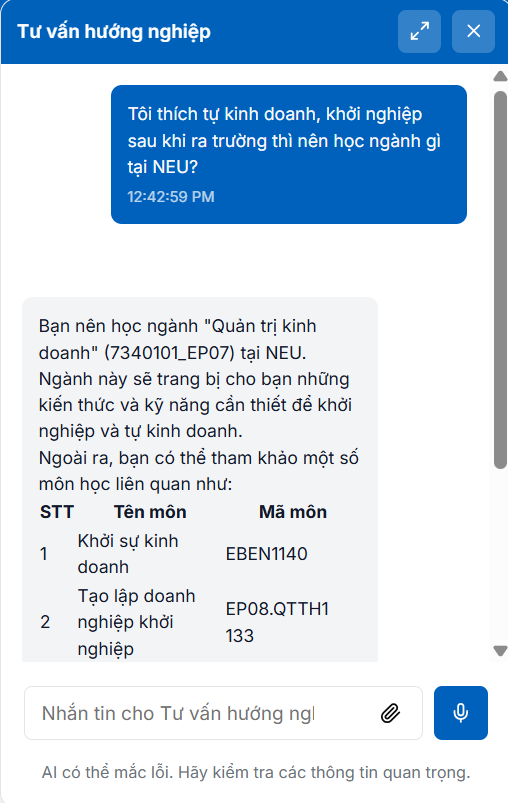 Tư vấn hướng nghiệp
Tôi thích tự kinh doanh, khởi nghiệp
sau khi ra trường thì nên học ngành gì
tại NEU?
12:42:59 PM
Bạn nên học ngành "Quản trị kinh
doanh" (7340101_EP07) tại NEU.
Ngành này sẽ trang bị cho bạn những
kiến thức và kỹ năng cần thiết để khởi
nghiệp và tự kinh doanh.
Ngoài ra, bạn có thể tham khảo một số
môn học liên quan như:
STT Tên môn Mã môn
1 Khởi sự kinh doanh EBEN1140
2 Tạo lập doanh nghiệp khởi nghiệp EP08.QTTH1133
Nhắn tin cho Tư vấn hướng ngh
AI có thể mắc lỗi. Hãy kiểm tra các thông tin quan trọng.